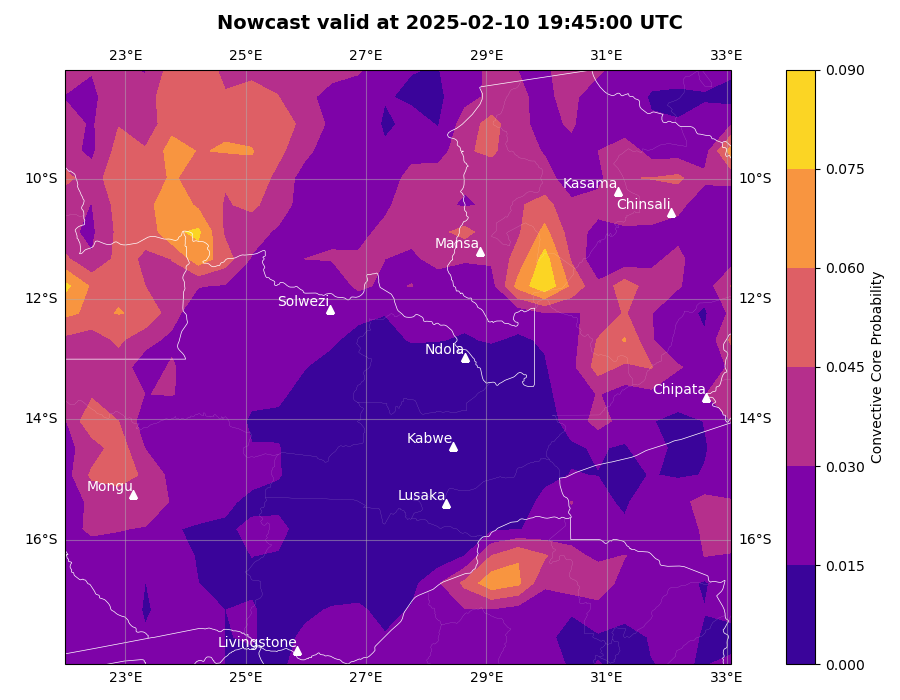 Nowcast valid at 2025-02-10 19:45:00 UTC
23°E 25°E 27°E 29°E 31°E 33°E
0.090
0.075
0.060
0.045
0.030
0.015
0.000
Convective Core Probability
10°S 10°S
12°S 12°S
14°S 14°S
16°S 16°S
Kasama
Chinsali
Mansa
Solwezi
Ndola
Chipata
Kabwe
Mongu
Lusaka
Livingstone
23°E 25°E 27°E 29°E 31°E 33°E